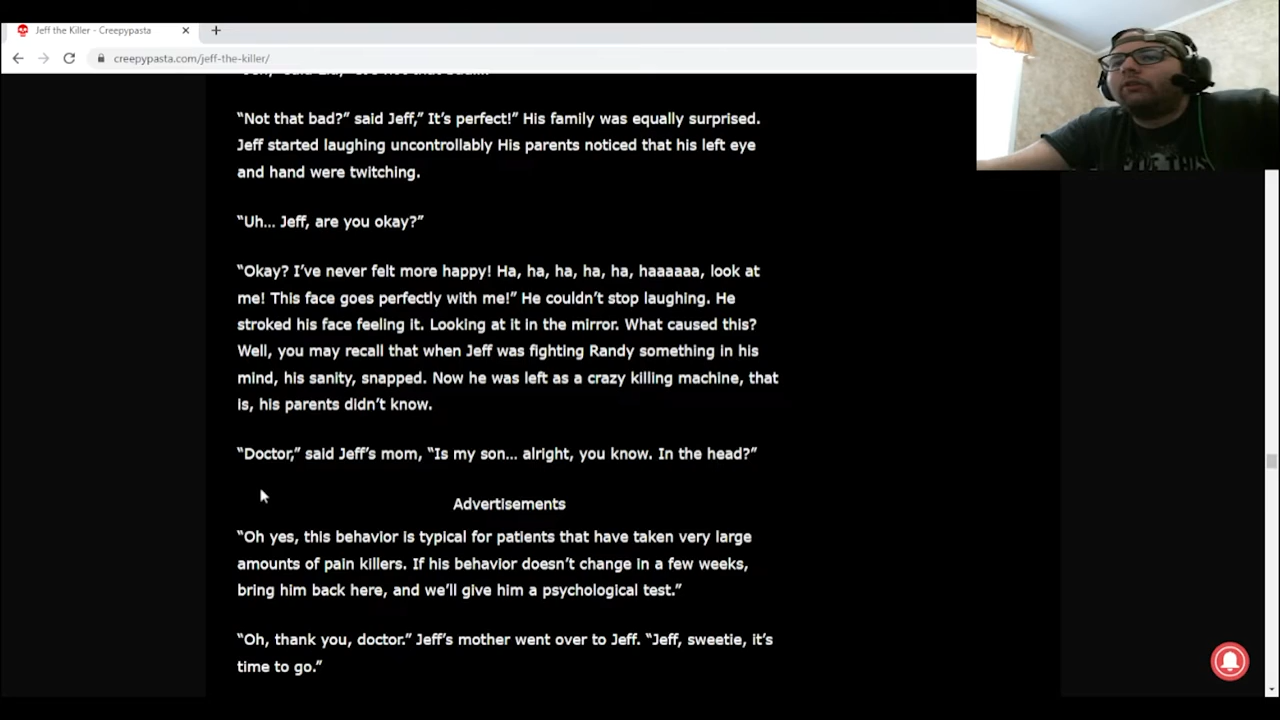 Jeff the Killer - Creepypasta
creepypasta.com/jeff-the-killer/
“Not that bad?” said Jeff,” It’s perfect!” His family was equally surprised.
Jeff started laughing uncontrollably His parents noticed that his left eye
and hand were twitching.
“Uh… Jeff, are you okay?”
“Okay? I’ve never felt more happy! Ha, ha, ha, ha, ha, haaaaaa, look at
me! This face goes perfectly with me!” He couldn’t stop laughing. He
stroked his face feeling it. Looking at it in the mirror. What caused this?
Well, you may recall that when Jeff was fighting Randy something in his
mind, his sanity, snapped. Now he was left as a crazy killing machine, that
is, his parents didn’t know.
“Doctor,” said Jeff’s mom, “Is my son… alright, you know. In the head?”
Advertisements
“Oh yes, this behavior is typical for patients that have taken very large
amounts of pain killers. If his behavior doesn’t change in a few weeks,
bring him back here, and we’ll give him a psychological test.”
“Oh, thank you, doctor.” Jeff’s mother went over to Jeff. “Jeff, sweetie, it’s
time to go.”